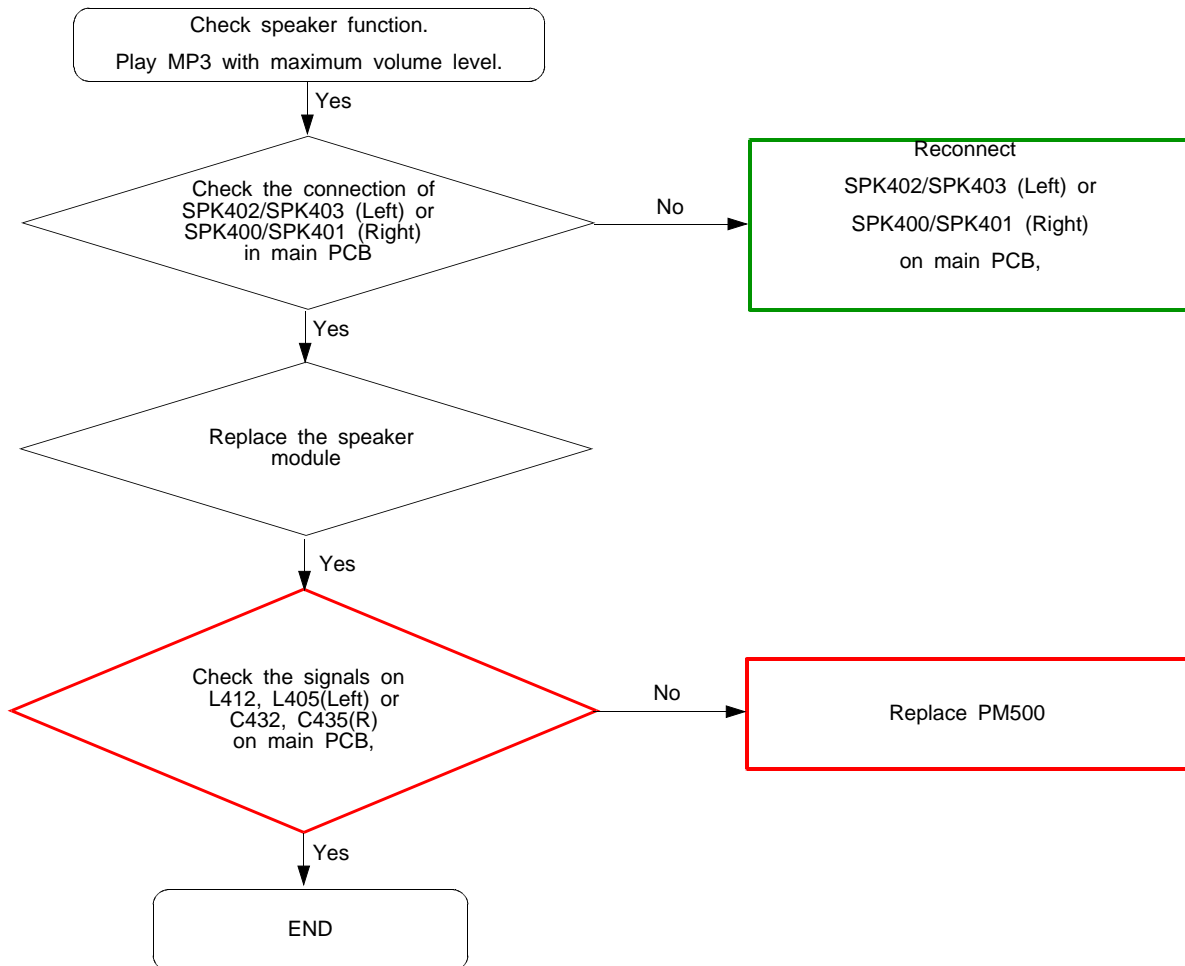 Check speaker function.
Play MP3 with maximum volume level.
Yes
Check the connection of
SPK402/SPK403 (Left) or
SPK400/SPK401 (Right)
in main PCB
No
Reconnect
SPK402/SPK403 (Left) or
SPK400/SPK401 (Right)
on main PCB,
Yes
Replace the speaker
module
Yes
Check the signals on
L412, L405(Left) or
C432, C435(R)
on main PCB,
No
Replace PM500
Yes
END